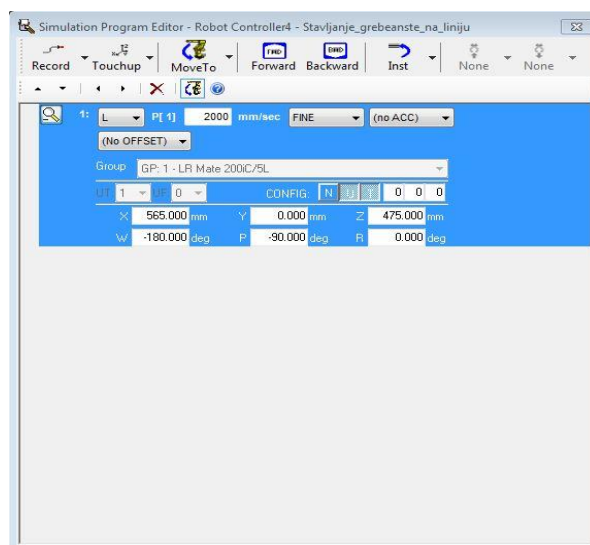 Simulation Program Editor - Robot Controller4 - Stavljanje_grebeanste_na_liniju
Record Touchup MoveTo FWD Forward BWD Backward Inst None None
1: L P[ 1] 2000 mm/sec FINE (no ACC)
(No OFFSET)
Group GP: 1 - LR Mate 200iC/5L
UT 1 UF 0 CONFIG: N U T 0 0 0
X 565.000 mm Y 0.000 mm Z 475.000 mm
W -180.000 deg P -90.000 deg R 0.000 deg